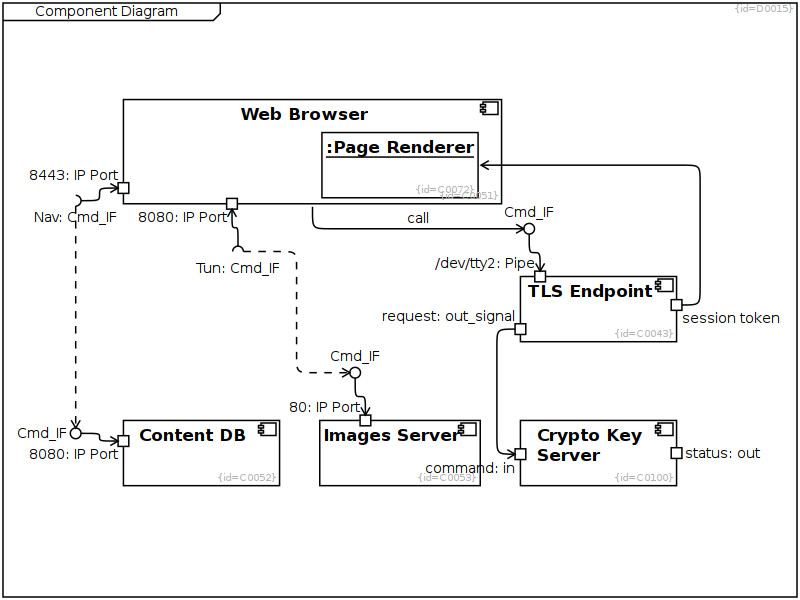 Component Diagram
{id=D0015}
Web Browser
:Page Renderer
{id=C0072}
{id=C0051}
8443: IP Port
Nav: Cmd_IF
8080: IP Port
call
Cmd_IF
Tun: Cmd_IF
/dev/tty2: Pipe
TLS Endpoint
{id=C0043}
session token
request: out_signal
Cmd_IF
80: IP Port
Cmd_IF
8080: IP Port
Content DB
{id=C0052}
Images Server
{id=C0053}
command: in
Crypto Key
Server
{id=C0100}
status: out